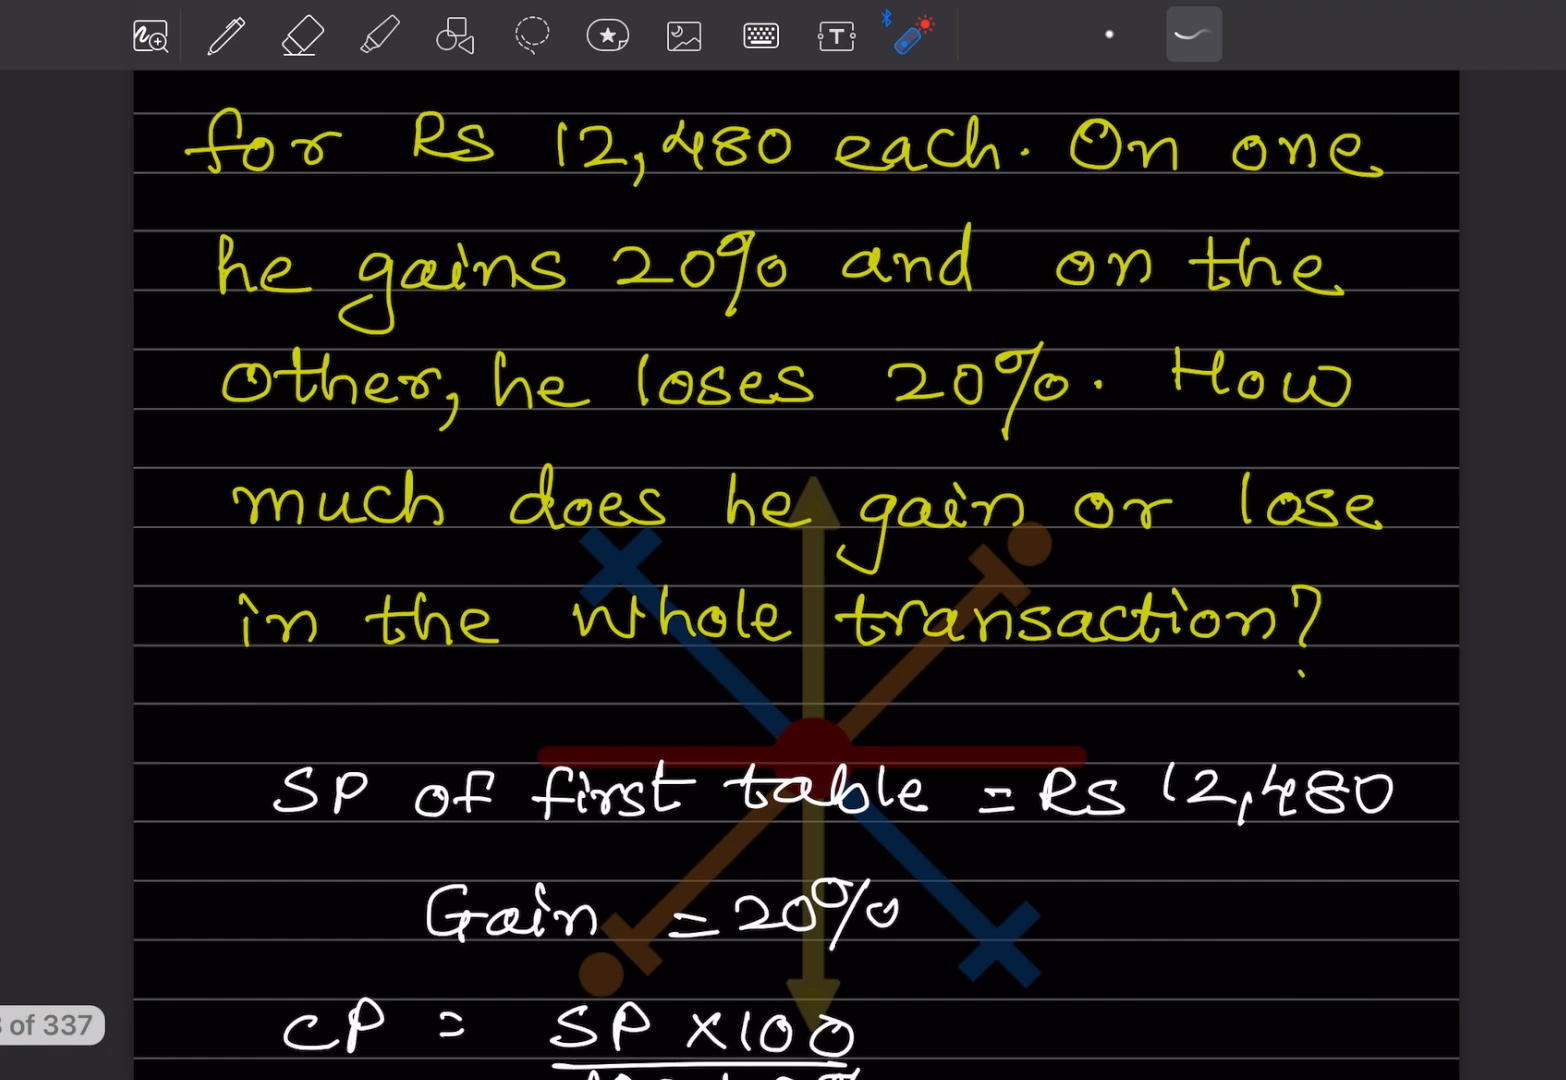 for Rs 12,480 each. On one
he gains 20% and on the
other, he loses 20%. How
much does he gain or lose
in the whole transaction?
SP of first table = Rs 12,480
Gain = 20%
CP = SP X100
of 337